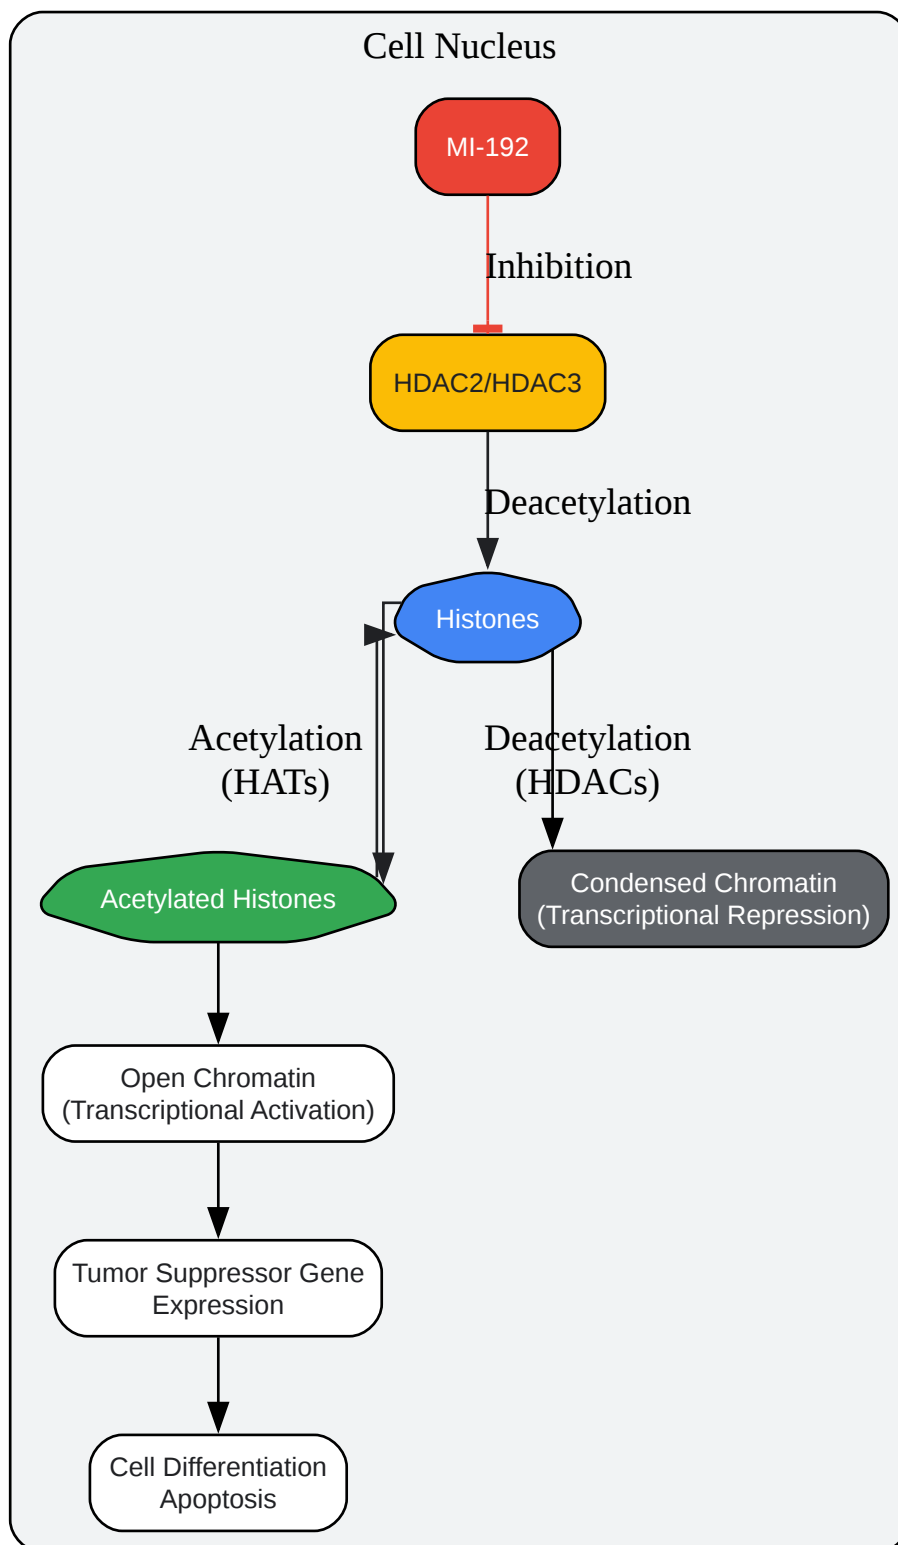 Cell Nucleus
MI-192
Inhibition
HDAC2/HDAC3
Deacetylation
Histones
Acetylation
(HATs)
Deacetylation
(HDACs)
Acetylated Histones
Condensed Chromatin
(Transcriptional Repression)
Open Chromatin
(Transcriptional Activation)
Tumor Suppressor Gene
Expression
Cell Differentiation
Apoptosis